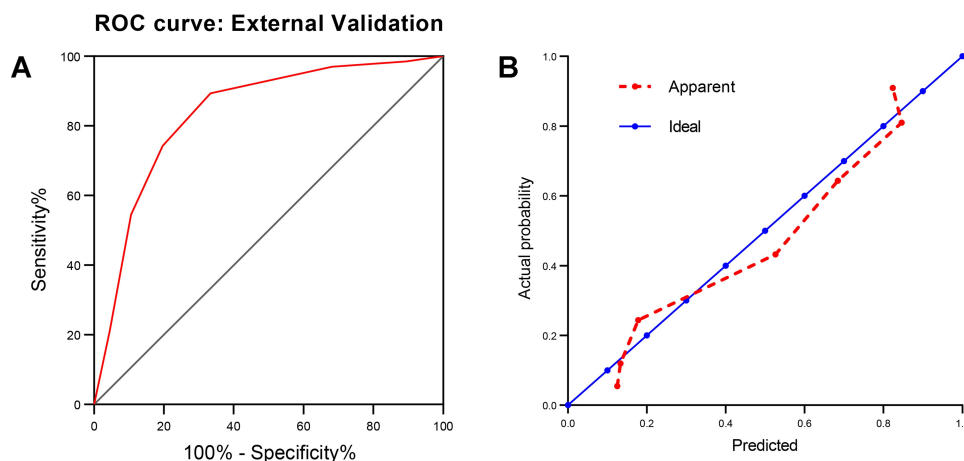 ROC curve: External Validation
A
100
80
60
40
20
0
Sensitivity%
0 20 40 60 80 100
100% - Specificity%
B
1.0
0.8
0.6
0.4
0.2
0.0
Actual probability
Apparent
Ideal
0.0 0.2 0.4 0.6 0.8 1.
Predicted